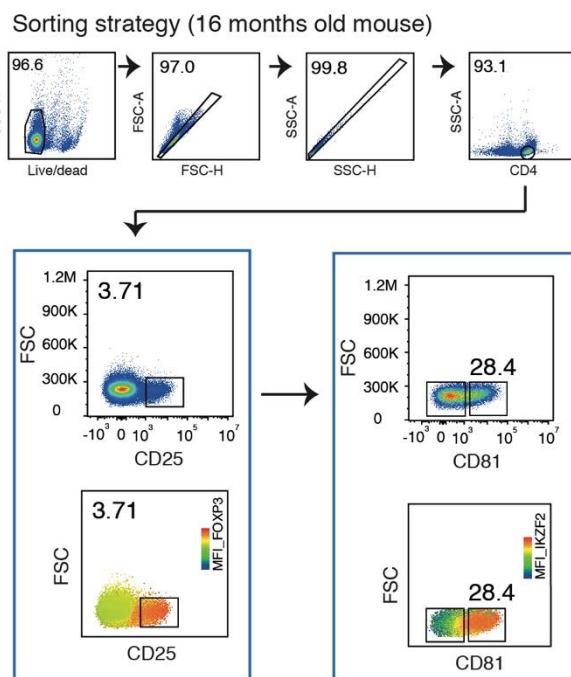 Sorting strategy (16 months old mouse)
96.6
97.0
99.8
93.1
FSC-A
SSC-A
SSC-A
Live/dead
FSC-H
SSC-H
CD4
1.2M
3.71
900K
FSC
600K
300K
0
-10³ 0 10³ 10⁵ 10⁷
CD25
1.2M
900K
FSC
600K
28.4
300K
0
-10³ 0 10³ 10⁵ 10⁷
CD81
3.71
MFI_FOXP3
FSC
CD25
MFI_IKZF2
28.4
FSC
CD81